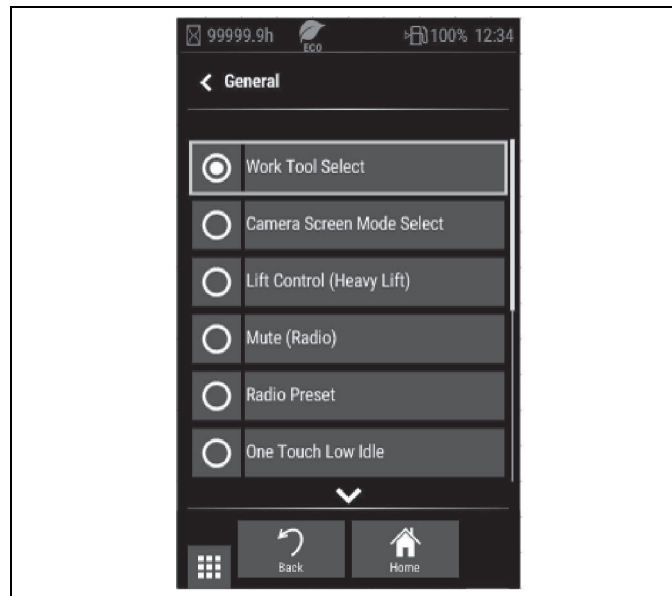 99999.9h ECO 100% 12:34
General
Work Tool Select
Camera Screen Mode Select
Lift Control (Heavy Lift)
Mute (Radio)
Radio Preset
One Touch Low Idle
Back Home